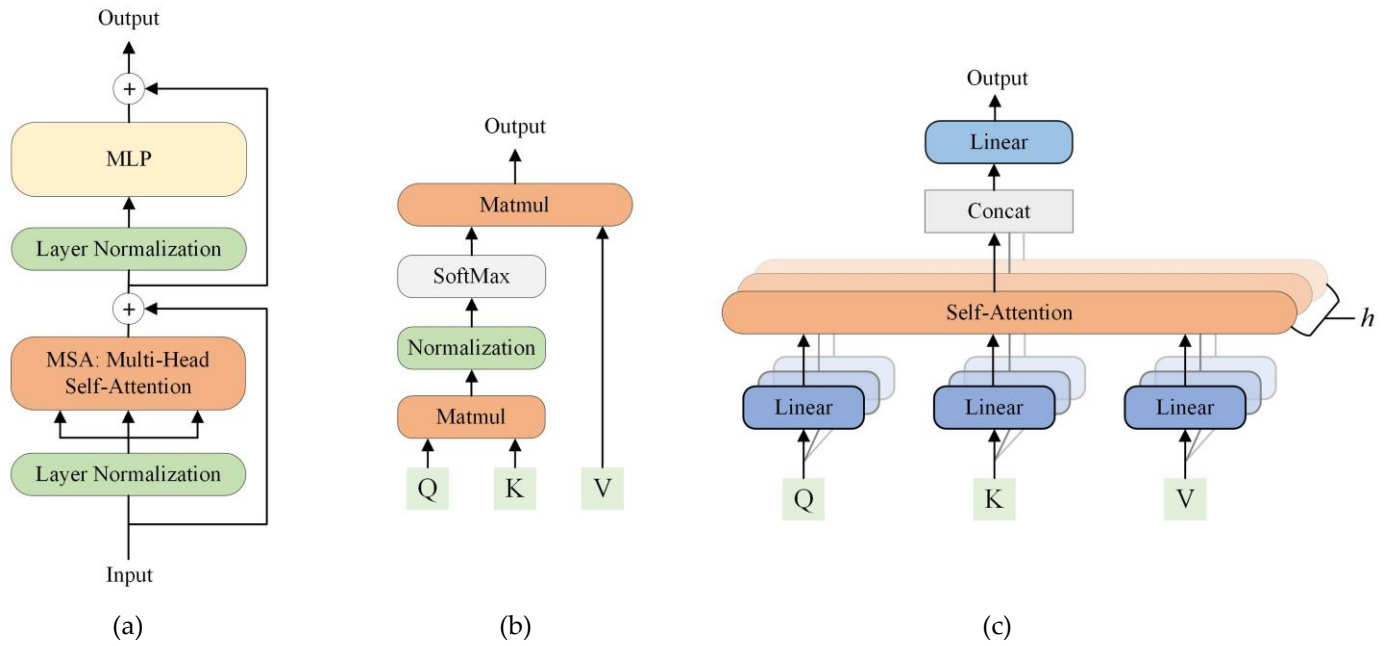 Output
+
MLP
Layer Normalization
+
MSA: Multi-Head
Self-Attention
Layer Normalization
Input
(a)
Output
Matmul
SoftMax
Normalization
Matmul
Q K V
(b)
Output
Linear
Concat
Self-Attention
h
Linear Linear Linear
Q K V
(c)